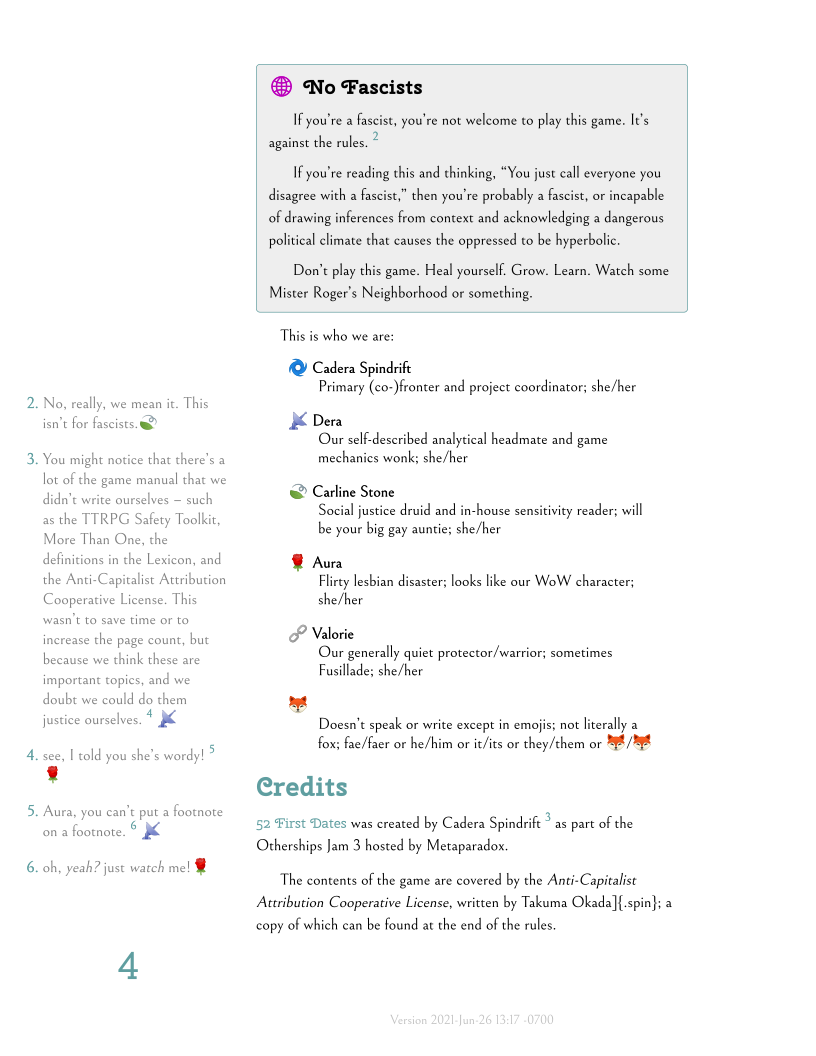 No Fascists
If you’re a fascist, you’re not welcome to play this game. It’s
against the rules. 2
If you’re reading this and thinking, “You just call everyone you
disagree with a fascist,” then you’re probably a fascist, or incapable
of drawing inferences from context and acknowledging a dangerous
political climate that causes the oppressed to be hyperbolic.
Don’t play this game. Heal yourself. Grow. Learn. Watch some
Mister Roger’s Neighborhood or something.
This is who we are:
Cadera Spindrift
Primary (co-)fronter and project coordinator; she/her
Dera
Our self-described analytical headmate and game
mechanics wonk; she/her
Carline Stone
Social justice druid and in-house sensitivity reader; will
be your big gay auntie; she/her
Aura
Flirty lesbian disaster; looks like our WoW character;
she/her
Valorie
Our generally quiet protector/warrior; sometimes
Fusillade; she/her
🦊
Doesn’t speak or write except in emojis; not literally a
fox; fae/faer or he/him or it/its or they/them or 🦊/🦊
Credits
52 First Dates was created by Cadera Spindrift 3 as part of the
Otherships Jam 3 hosted by Metaparadox.
The contents of the game are covered by the Anti-Capitalist
Attribution Cooperative License, written by Takuma Okada]{.spin}; a
copy of which can be found at the end of the rules.
2. No, really, we mean it. This
isn’t for fascists.
3. You might notice that there’s a
lot of the game manual that we
didn’t write ourselves – such
as the TTRPG Safety Toolkit,
More Than One, the
definitions in the Lexicon, and
the Anti-Capitalist Attribution
Cooperative License. This
wasn’t to save time or to
increase the page count, but
because we think these are
important topics, and we
doubt we could do them
justice ourselves. 4
4. see, I told you she’s wordy! 5
🌹
5. Aura, you can’t put a footnote
on a footnote. 6
6. oh, yeah? just watch me! 🌹
4
Version 2021-Jun-26 13:17 -0700